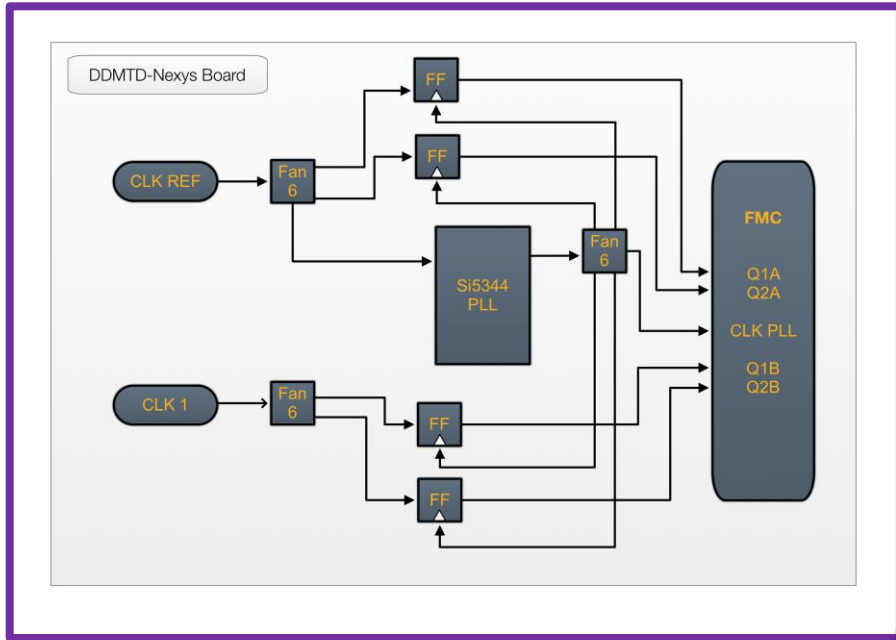 DDMTD-Nexys Board
FF
FF
CLK REF
Fan
6
Fan
6
Si5344
PLL
FMC
Q1A
Q2A
CLK PLL
Q1B
Q2B
CLK 1
Fan
6
FF
FF